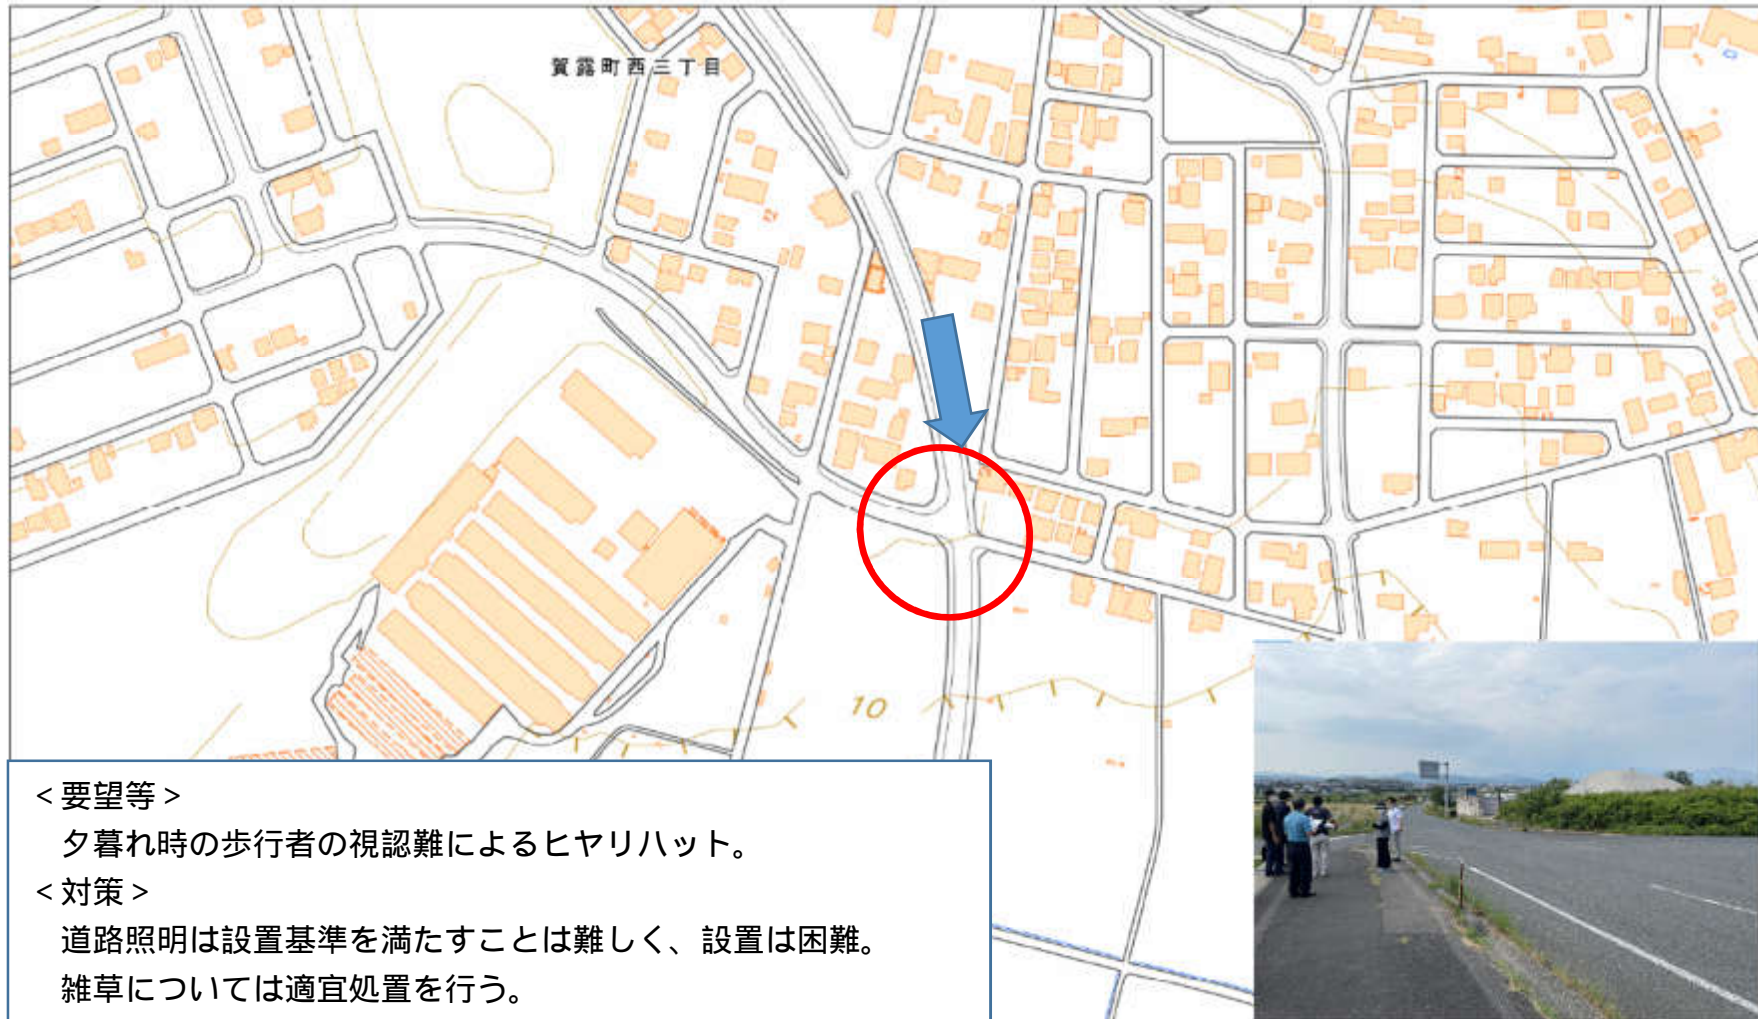 賀露町西三丁目
10
<要望等>
夕暮れ時の歩行者の視認難によるヒヤリハット。
<対策>
道路照明は設置基準を満たすことは難しく、設置は困難。
雑草については適宜処置を行う。